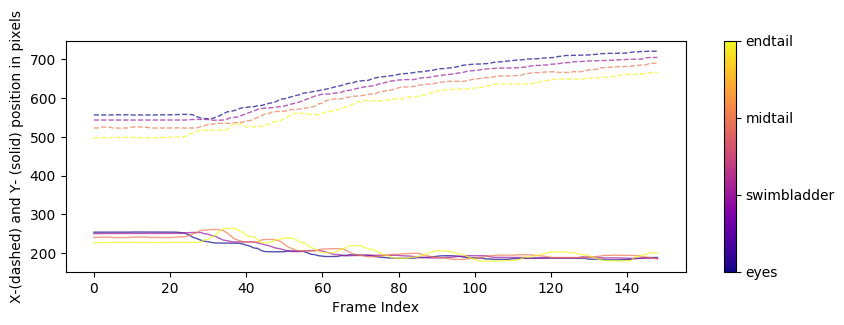 X-(dashed) and Y- (solid) position in pixels
700
600
500
400
300
200
0 20 40 60 80 100 120 140
Frame Index
endtail
midtail
swimbladder
eyes